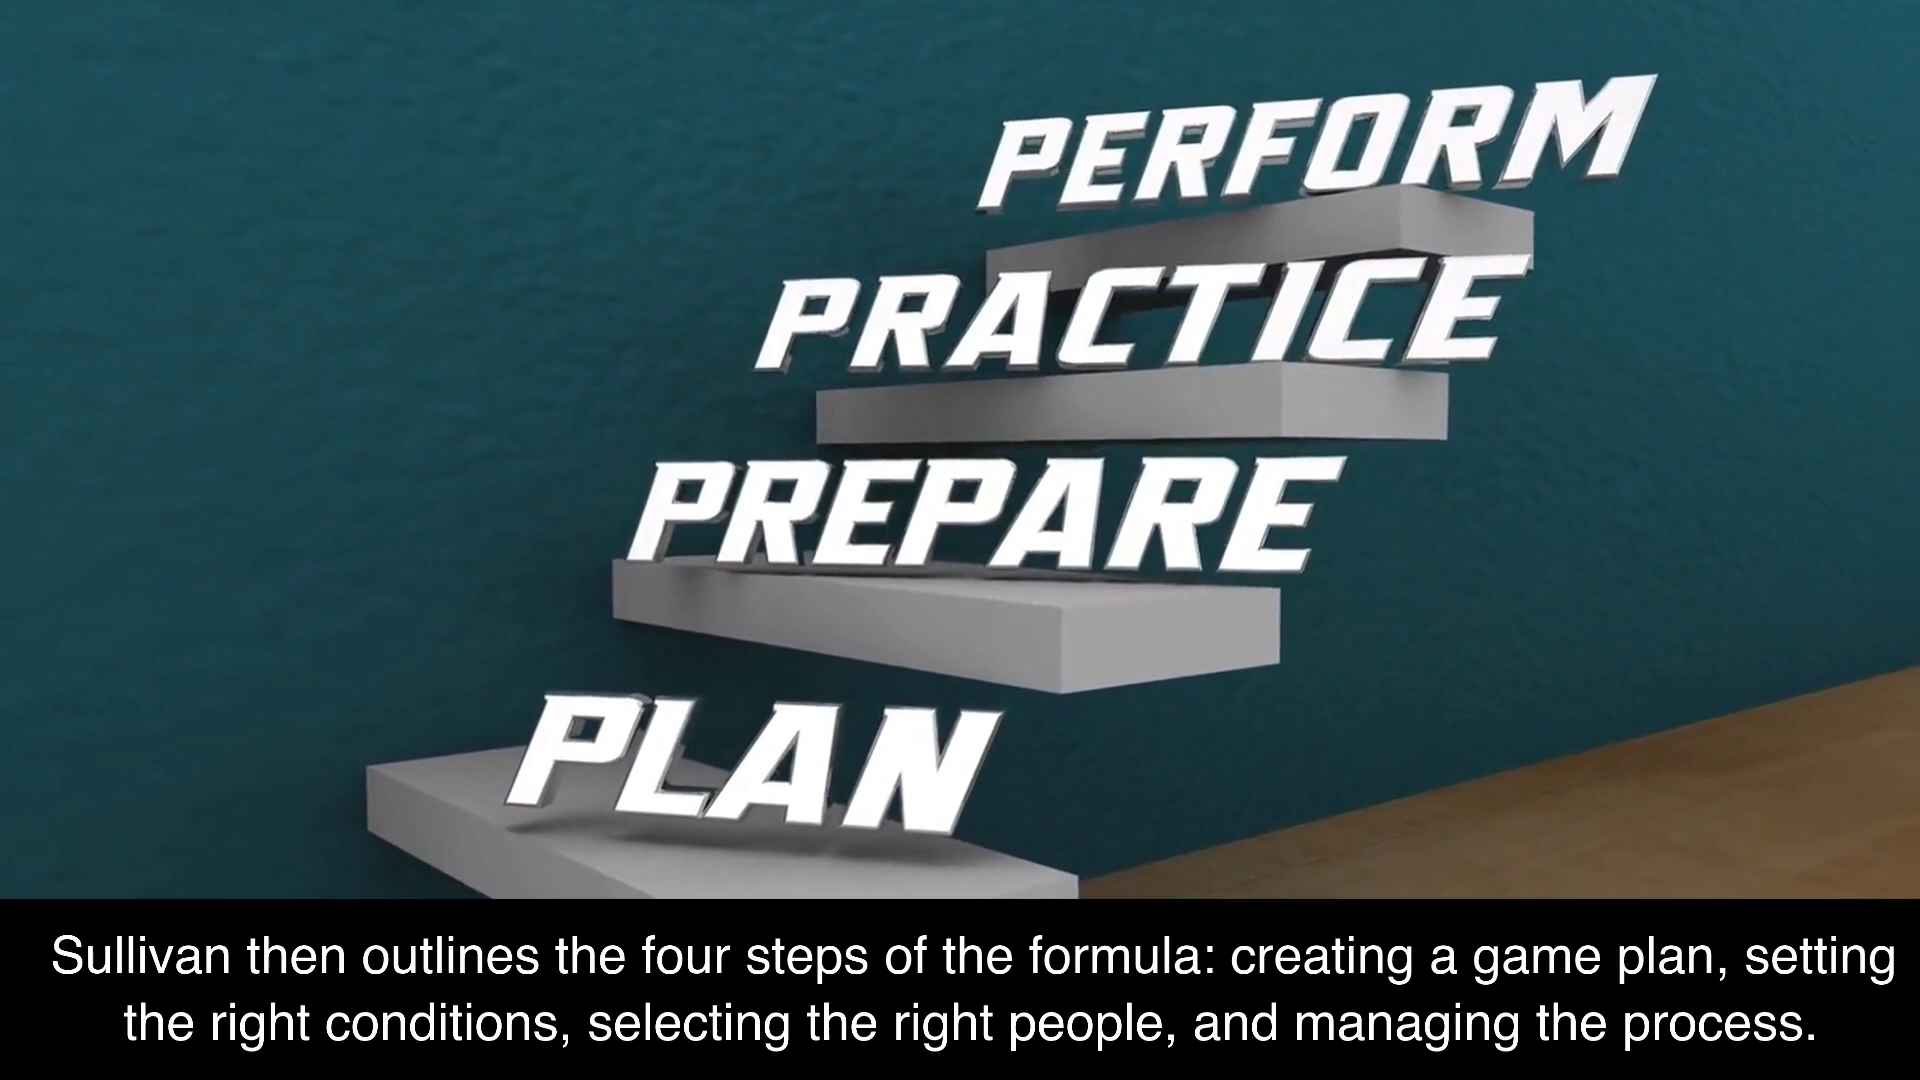 PERFORM
PRACTICE
PREPARE
PLAN
Sullivan then outlines the four steps of the formula: creating a game plan, setting
the right conditions, selecting the right people, and managing the process.